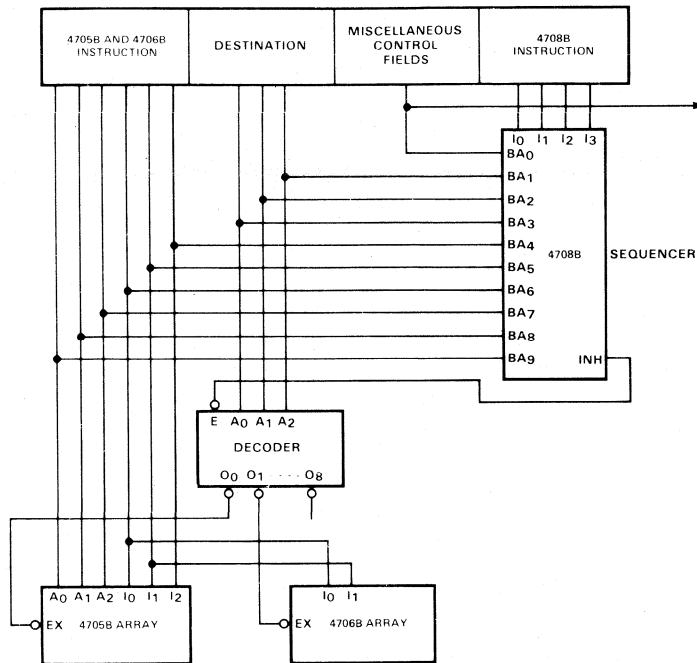 4705B AND 4706B
INSTRUCTION
DESTINATION
MISCELLANEOUS
CONTROL
FIELDS
4708B
INSTRUCTION
I0 I1 I2 I3
BA0
BA1
BA2
BA3
BA4
BA5
BA6
BA7
BA8
BA9
4708B
INH
SEQUENCER
E A0 A1 A2
DECODER
O0 O1 ---- O8
A0 A1 A2 I0 I1 I2
EX 4705B ARRAY
I0 I1
EX 4706B ARRAY